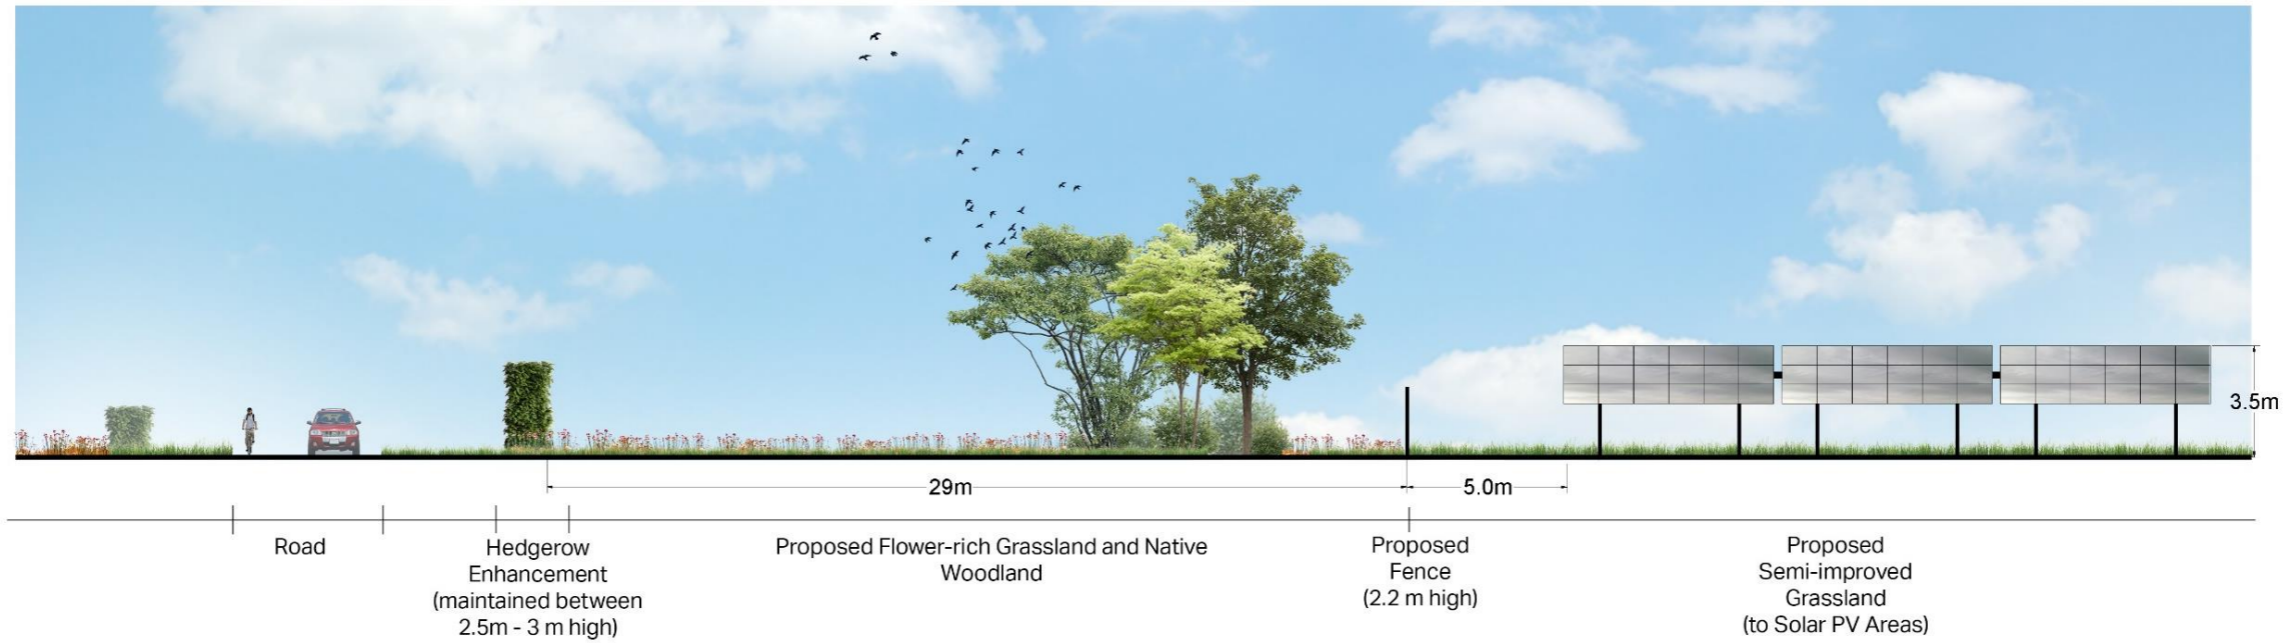 3.5m
29m
5.0m
Road
Hedgerow
Enhancement
(maintained between
2.5m - 3 m high)
Proposed Flower-rich Grassland and Native
Woodland
Proposed
Fence
(2.2 m high)
Proposed
Semi-improved
Grassland
(to Solar PV Areas)